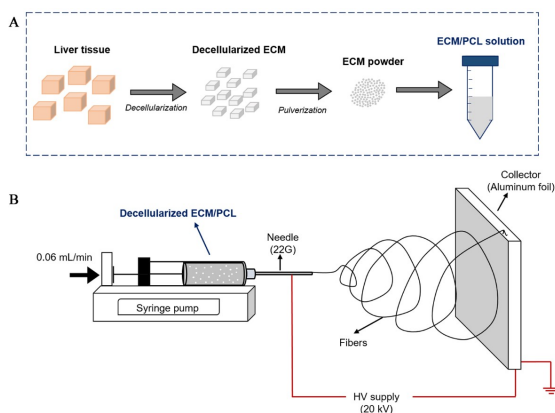 A
Liver tissue
Decellularization
Decellularized ECM
Pulverization
ECM powder
ECM/PCL solution
B
Decellularized ECM/PCL
0.06 mL/min
Syringe pump
Needle
(22G)
Fibers
Collector
(Aluminum foil)
HV supply
(20 kV)